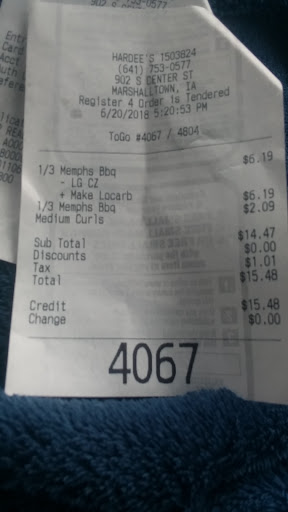 HARDEE'S 1503824
(641) 753-0577
902 S CENTER ST
MARSHALLTOWN, IA
Register 4 Order is Tendered
6/20/2018 5:20:53 PM
ToGo #4067 / 4804
1/3 Memphs Bbq $6.19
- LG CZ
+ Make Locarb
1/3 Memphs Bbq $6.19
Medium Curls $2.09
Sub Total $14.47
Discounts $0.00
Tax $1.01
Total $15.48
Credit $15.48
Change $0.00
4067